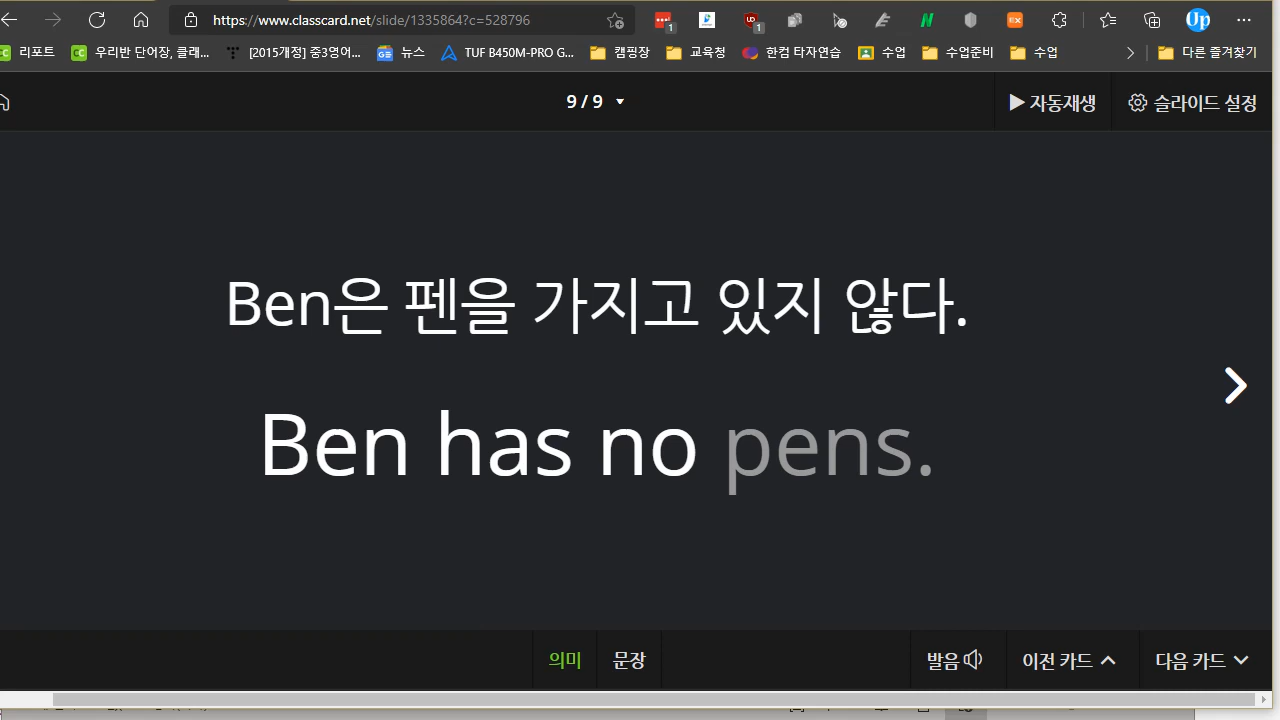 https://www.classcard.net/slide/1335864?c=528796
1
1
EX
Up
리포트
우리반 단어장, 클래...
[2015개정] 중3영어...
뉴스
TUF B450M-PRO G...
캠핑장
교육청
한컴 타자연습
수업
수업준비
수업
다른 즐겨찾기
9 / 9
자동재생
슬라이드 설정
Ben은 펜을 가지고 있지 않다.
Ben has no pens.
의미
문장
발음
이전 카드
다음 카드